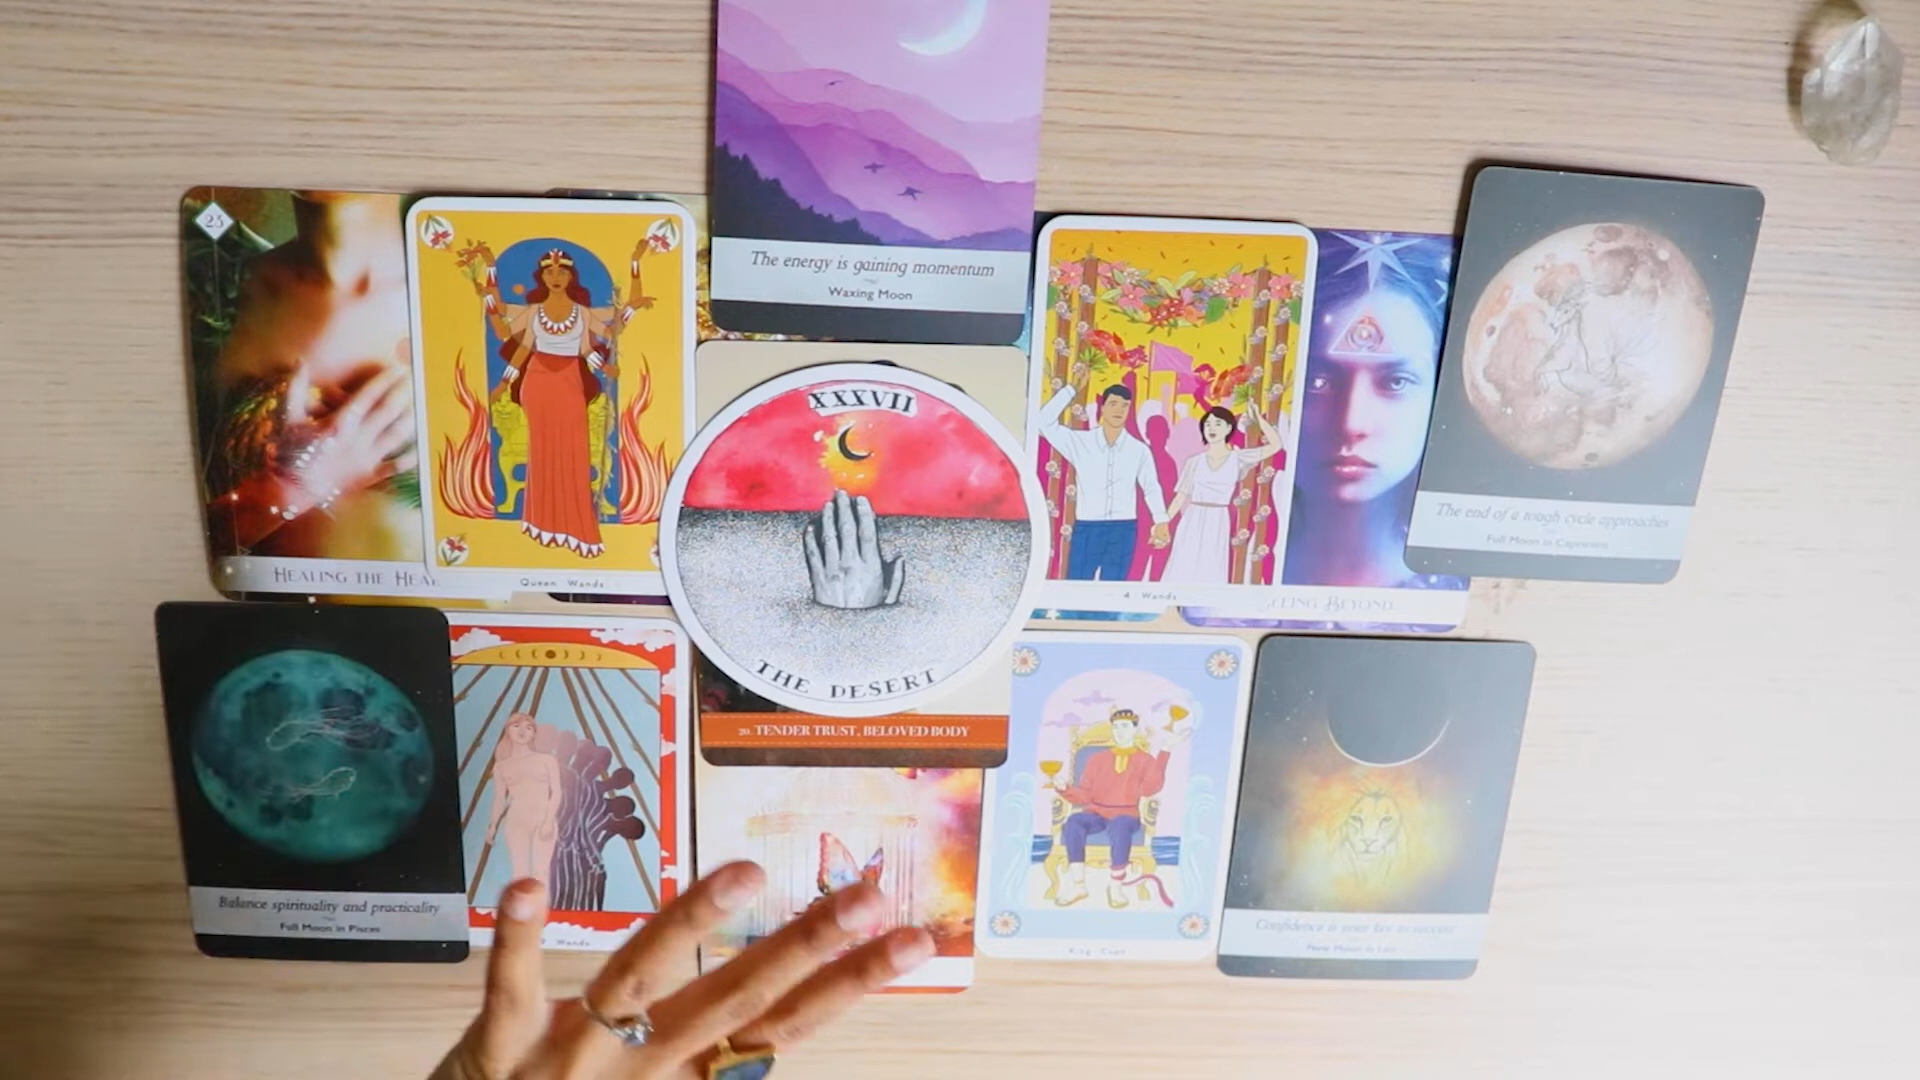 The energy is gaining momentum
Waxing Moon
23
HEALING THE HEA
Queen Wands
XXXVII
THE DESERT
4 Wands
EEING BEYOND
The end of a tough cycle approaches
Full Moon in Capricorn
Balance spirituality and practicality
Full Moon in Pisces
Wands
20. TENDER TRUST, BELOVED BODY
King Cups
Confidence is your key to success
New Moon in Leo